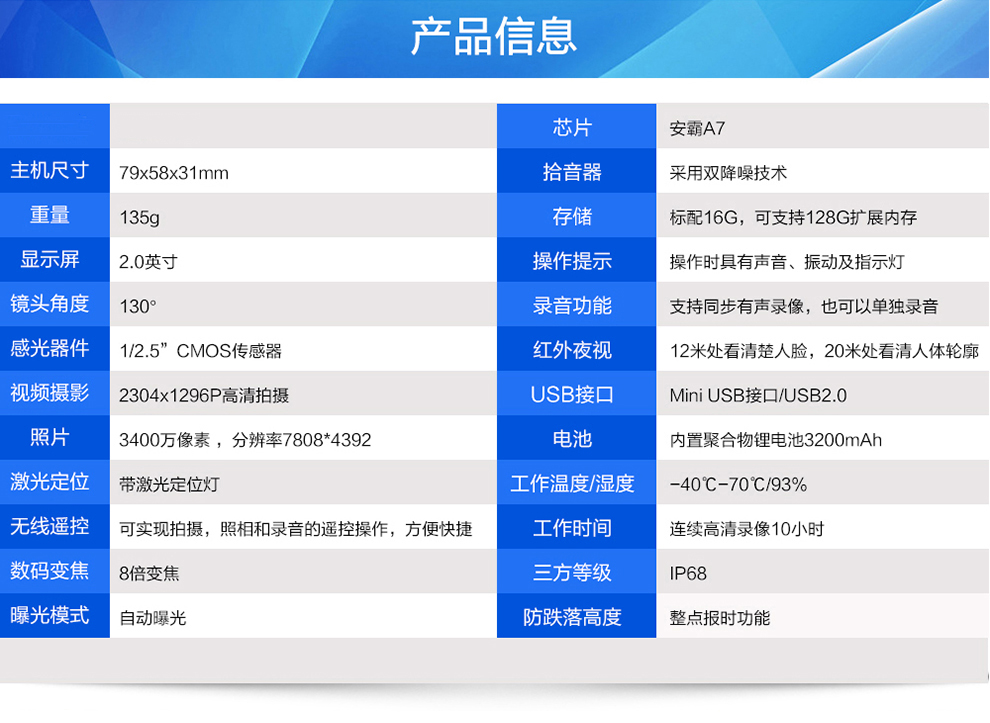 产品信息
芯片 安霸A7
主机尺寸 79x58x31mm 拾音器 采用双降噪技术
重量 135g 存储 标配16G，可支持128G扩展内存
显示屏 2.0英寸 操作提示 操作时具有声音、振动及指示灯
镜头角度 130° 录音功能 支持同步有声录像，也可以单独录音
感光器件 1/2.5”CMOS传感器 红外夜视 12米处看清楚人脸，20米处看清人体轮廓
视频摄影 2304x1296P高清拍摄 USB接口 Mini USB接口/USB2.0
照片 3400万像素 ，分辨率7808*4392 电池 内置聚合物锂电池3200mAh
激光定位 带激光定位灯 工作温度/湿度 -40℃-70℃/93%
无线遥控 可实现拍摄，照相和录音的遥控操作，方便快捷 工作时间 连续高清录像10小时
数码变焦 8倍变焦 三方等级 IP68
曝光模式 自动曝光 防跌落高度 整点报时功能